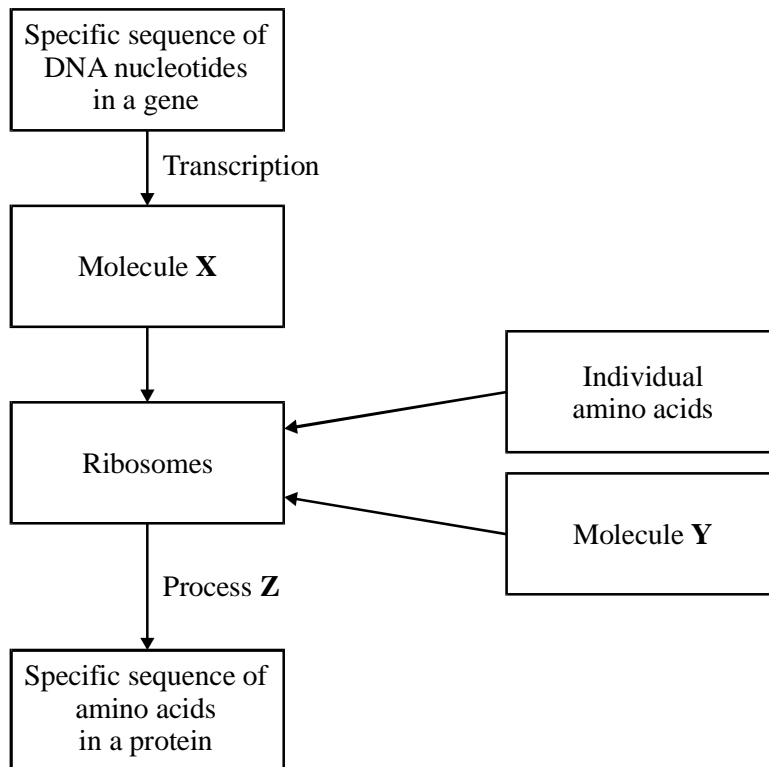 Specific sequence of
DNA nucleotides
in a gene
Transcription
Molecule X
Ribosomes
Individual
amino acids
Molecule Y
Process Z
Specific sequence of
amino acids
in a protein